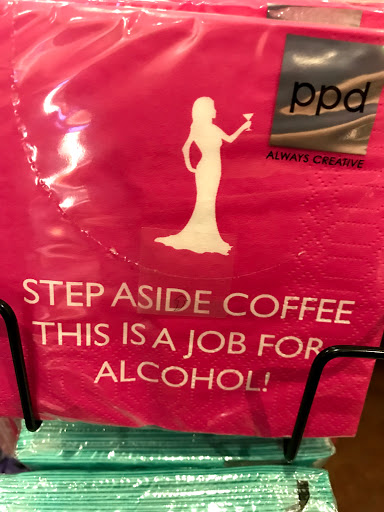 ppd
ALWAYS CREATIVE
STEP ASIDE COFFEE
THIS IS A JOB FOR
ALCOHOL!